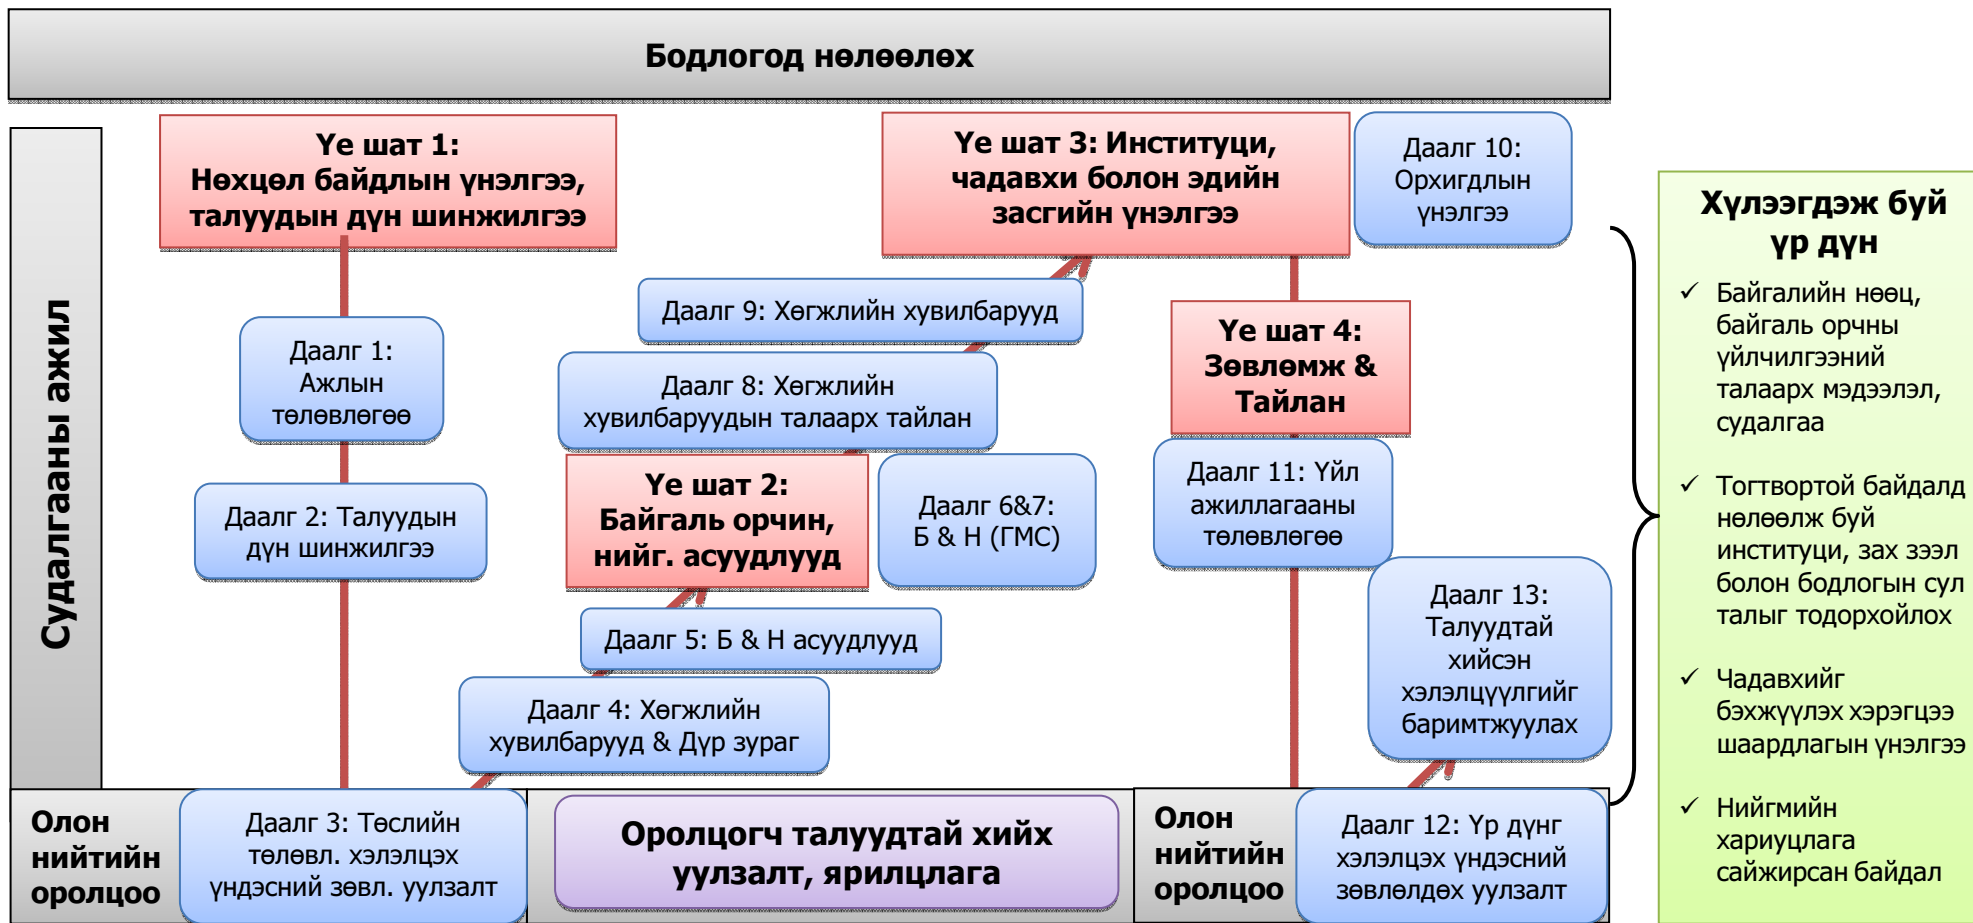 Бодлогод нөлөөлөх
Судалгааны ажил
Үе шат 1:
Нөхцөл байдлын үнэлгээ,
талуудын дүн шинжилгээ
Даалг 1:
Ажлын
төлөвлөгөө
Даалг 2: Талуудын
дүн шинжилгээ
Олон
нийтийн
оролцоо
Даалг 3: Төслийн
төлөвл. хэлэлцэх
үндэсний зөвл. уулзалт
Даалг 4: Хөгжлийн
хувилбарууд & Дүр зураг
Даалг 5: Б & Н асуудлууд
Үе шат 2:
Байгаль орчин,
нийг. асуудлууд
Даалг 6&7:
Б & Н (ГМС)
Даалг 8: Хөгжлийн
хувилбаруудын талаарх тайлан
Даалг 9: Хөгжлийн хувилбарууд
Үе шат 3: Институци,
чадавхи болон эдийн
засгийн үнэлгээ
Даалг 10:
Орхигдлын
үнэлгээ
Үе шат 4:
Зөвлөмж &
Тайлан
Даалг 11: Үйл
ажиллагааны
төлөвлөгөө
Оролцогч талуудтай хийх
уулзалт, ярилцлага
Олон
нийтийн
оролцоо
Даалг 12: Үр дүнг
хэлэлцэх үндэсний
зөвлөлдөх уулзалт
Даалг 13:
Талуудтай
хийсэн
хэлэлцүүлгийг
баримтжуулах
Хүлээгдэж буй
үр дүн
✓ Байгалийн нөөц,
байгаль орчны
үйлчилгээний
талаарх мэдээлэл,
судалгаа
✓ Тогтвортой байдалд
нөлөөлж буй
институци, зах зээл
болон бодлогын сул
талыг тодорхойлох
✓ Чадавхийг
бэхжүүлэх хэрэгцээ
шаардлагын үнэлгээ
✓ Нийгмийн
хариуцлага
сайжирсан байдал